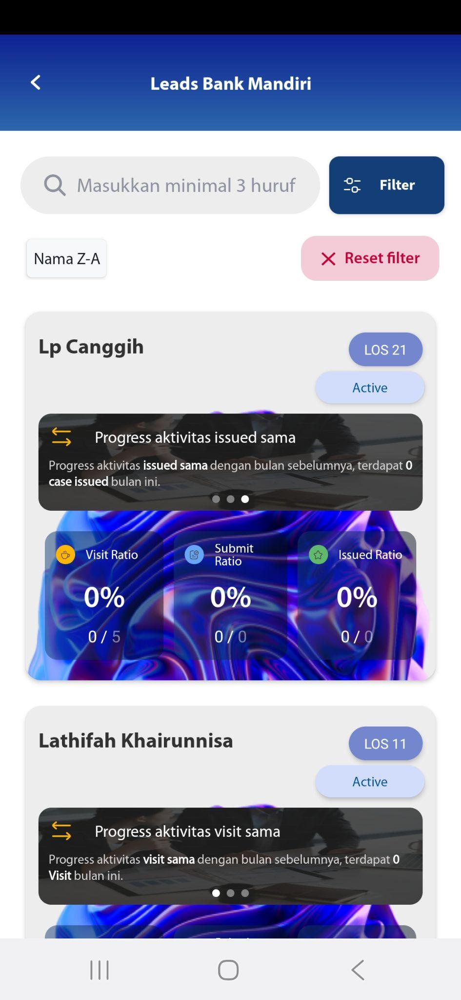 Leads Bank Mandiri
Masukkan minimal 3 huruf
Filter
Nama Z-A
Reset filter
Lp Canggih
LOS 21
Active
Progress aktivitas issued sama
Progress aktivitas issued sama dengan bulan sebelumnya, terdapat 0
case issued bulan ini.
Visit Ratio
Submit
Ratio
Issued Ratio
0%
0%
0%
0 / 5
0 / 0
0 / 0
Lathifah Khairunnisa
LOS 11
Active
Progress aktivitas visit sama
Progress aktivitas visit sama dengan bulan sebelumnya, terdapat 0
Visit bulan ini.